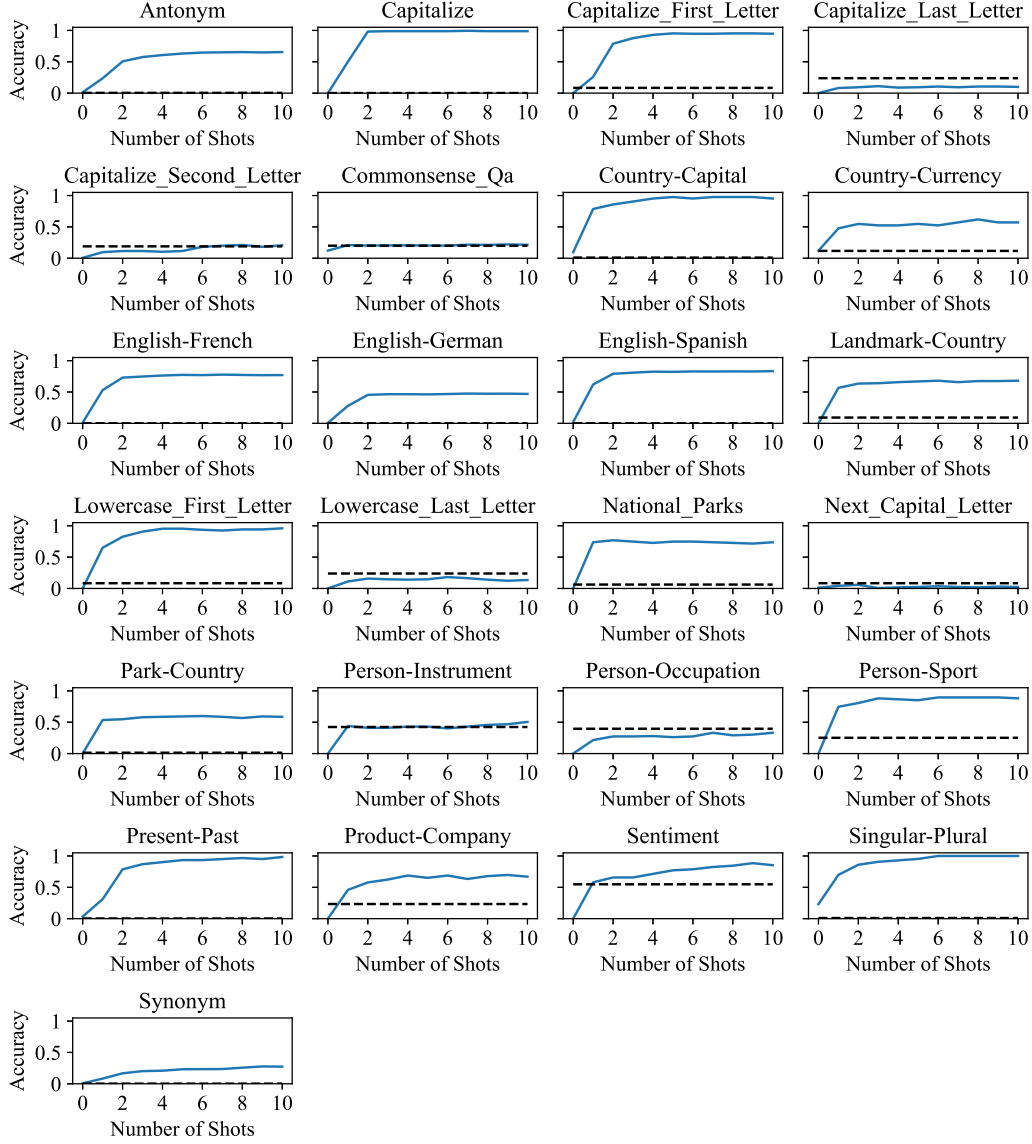 Antonym Capitalize Capitalize_First_Letter Capitalize_Last_Letter
Accuracy
1
0.5
0
0 2 4 6 8 10 0 2 4 6 8 10 0 2 4 6 8 10 0 2 4 6 8 10
Number of Shots Number of Shots Number of Shots Number of Shots
Capitalize_Second_Letter Commonsense_Qa Country-Capital Country-Currency
Accuracy
1
0.5
0
0 2 4 6 8 10 0 2 4 6 8 10 0 2 4 6 8 10 0 2 4 6 8 10
Number of Shots Number of Shots Number of Shots Number of Shots
English-French English-German English-Spanish Landmark-Country
Accuracy
1
0.5
0
0 2 4 6 8 10 0 2 4 6 8 10 0 2 4 6 8 10 0 2 4 6 8 10
Number of Shots Number of Shots Number of Shots Number of Shots
Lowercase_First_Letter Lowercase_Last_Letter National_Parks Next_Capital_Letter
Accuracy
1
0.5
0
0 2 4 6 8 10 0 2 4 6 8 10 0 2 4 6 8 10 0 2 4 6 8 10
Number of Shots Number of Shots Number of Shots Number of Shots
Park-Country Person-Instrument Person-Occupation Person-Sport
Accuracy
1
0.5
0
0 2 4 6 8 10 0 2 4 6 8 10 0 2 4 6 8 10 0 2 4 6 8 10
Number of Shots Number of Shots Number of Shots Number of Shots
Present-Past Product-Company Sentiment Singular-Plural
Accuracy
1
0.5
0
0 2 4 6 8 10 0 2 4 6 8 10 0 2 4 6 8 10 0 2 4 6 8 10
Number of Shots Number of Shots Number of Shots Number of Shots
Synonym
Accuracy
1
0.5
0
0 2 4 6 8 10
Number of Shots